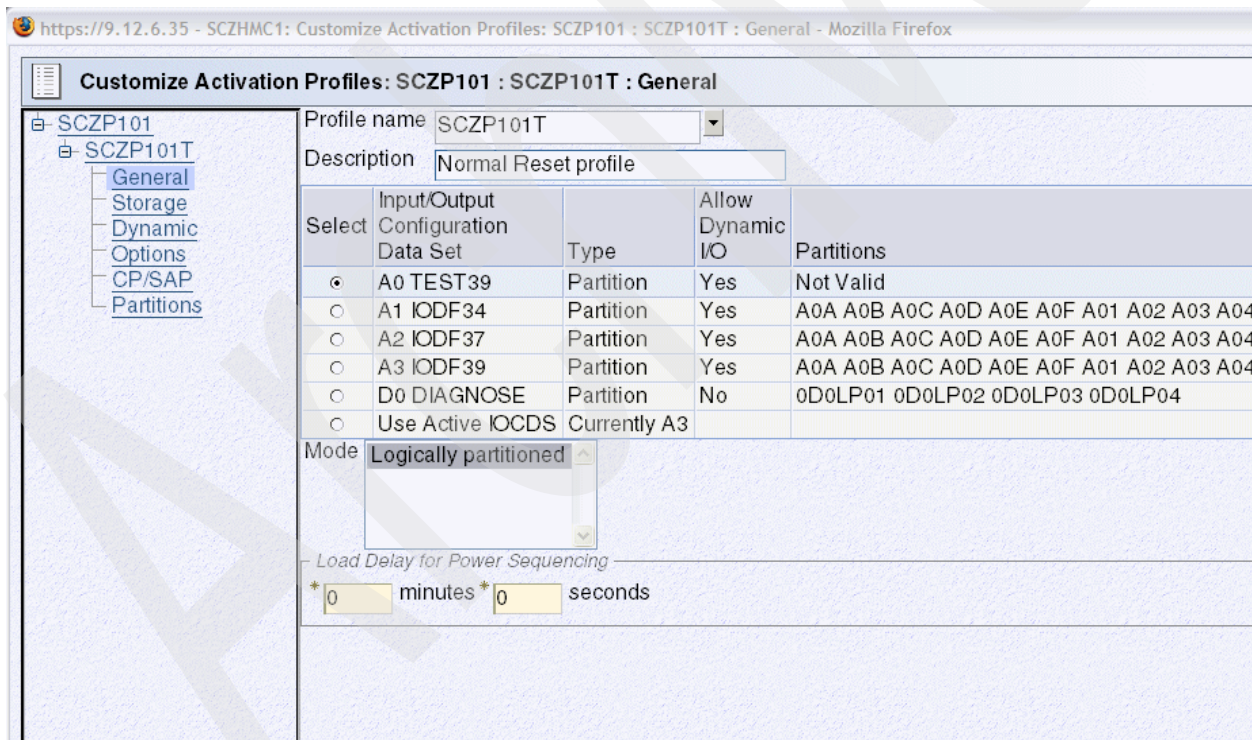 https://9.12.6.35 - SCZHMC1: Customize Activation Profiles: SCZP101 : SCZP101T : General - Mozilla Firefox
Customize Activation Profiles: SCZP101 : SCZP101T : General
SCZP101
SCZP101T
General
Storage
Dynamic
Options
CP/SAP
Partitions
Profile name SCZP101T
Description Normal Reset profile
Select Input/Output Configuration Data Set Type Allow Dynamic I/O Partitions
A0 TEST39 Partition Yes Not Valid
A1 IODF34 Partition Yes A0A A0B A0C A0D A0E A0F A01 A02 A03 A04
A2 IODF37 Partition Yes A0A A0B A0C A0D A0E A0F A01 A02 A03 A04
A3 IODF39 Partition Yes A0A A0B A0C A0D A0E A0F A01 A02 A03 A04
D0 DIAGNOSE Partition No 0D0LP01 0D0LP02 0D0LP03 0D0LP04
Use Active IOCDS Currently A3
Mode Logically partitioned
Load Delay for Power Sequencing
* 0 minutes * 0 seconds